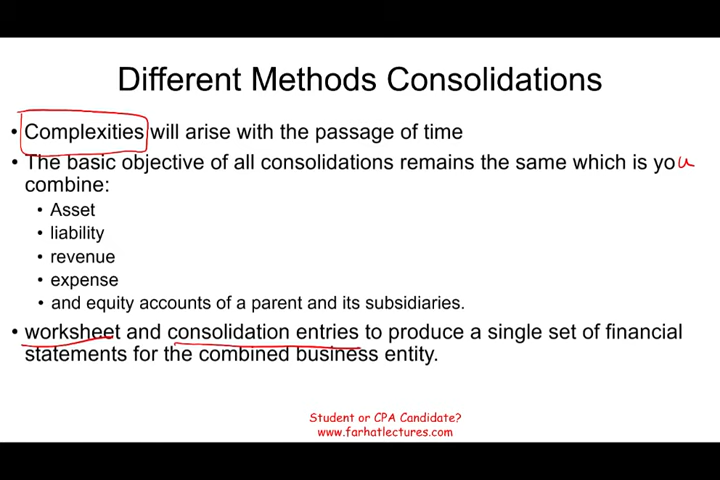 Different Methods Consolidations
• Complexities will arise with the passage of time
• The basic objective of all consolidations remains the same which is you
combine:
• Asset
• liability
• revenue
• expense
• and equity accounts of a parent and its subsidiaries.
• worksheet and consolidation entries to produce a single set of financial
statements for the combined business entity.
Student or CPA Candidate?
www.farhatlectures.com